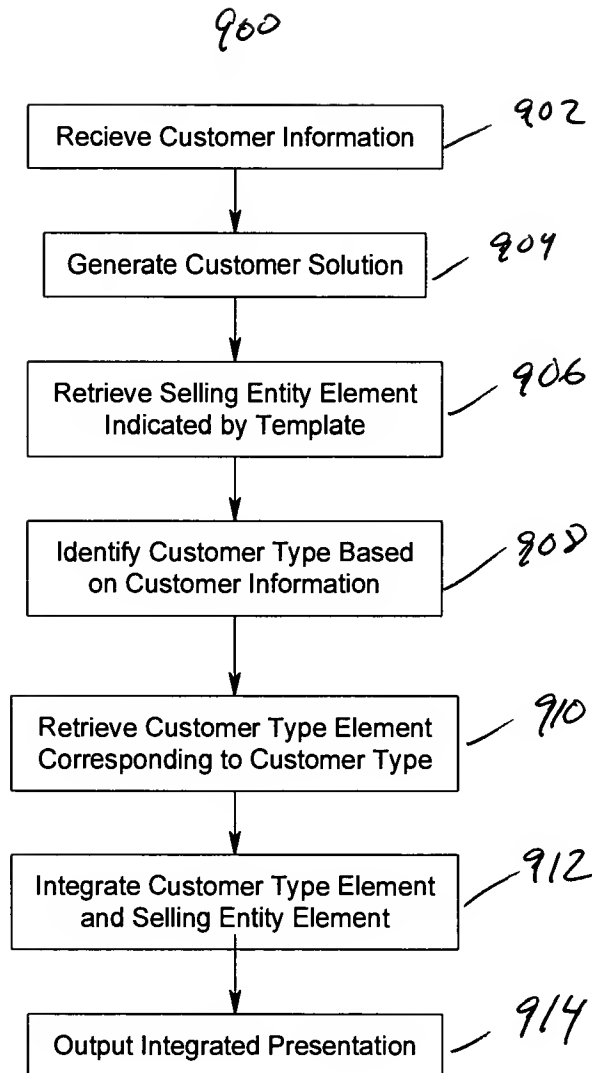 900
Recieve Customer Information
902
Generate Customer Solution
904
Retrieve Selling Entity Element
Indicated by Template
906
Identify Customer Type Based
on Customer Information
908
Retrieve Customer Type Element
Corresponding to Customer Type
910
Integrate Customer Type Element
and Selling Entity Element
912
Output Integrated Presentation
914